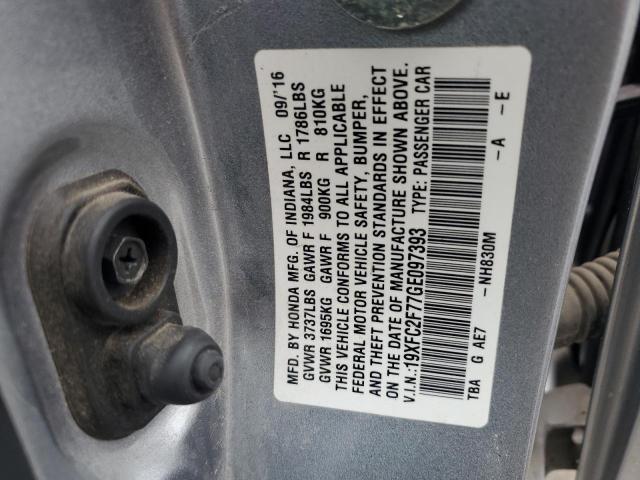 MFD. BY HONDA MFG. OF INDIANA, LLC 09/'16
GVWR 3737LBS GAWR F 1984LBS R 1786LBS
GVWR 1695KG GAWR F 900KG R 810KG
THIS VEHICLE CONFORMS TO ALL APPLICABLE
FEDERAL MOTOR VEHICLE SAFETY, BUMPER,
AND THEFT PREVENTION STANDARDS IN EFFECT
ON THE DATE OF MANUFACTURE SHOWN ABOVE.
V.I.N.:19XFC2F77GE097393 TYPE: PASSENGER CAR
TBA G AE7 -NH830M -A -E